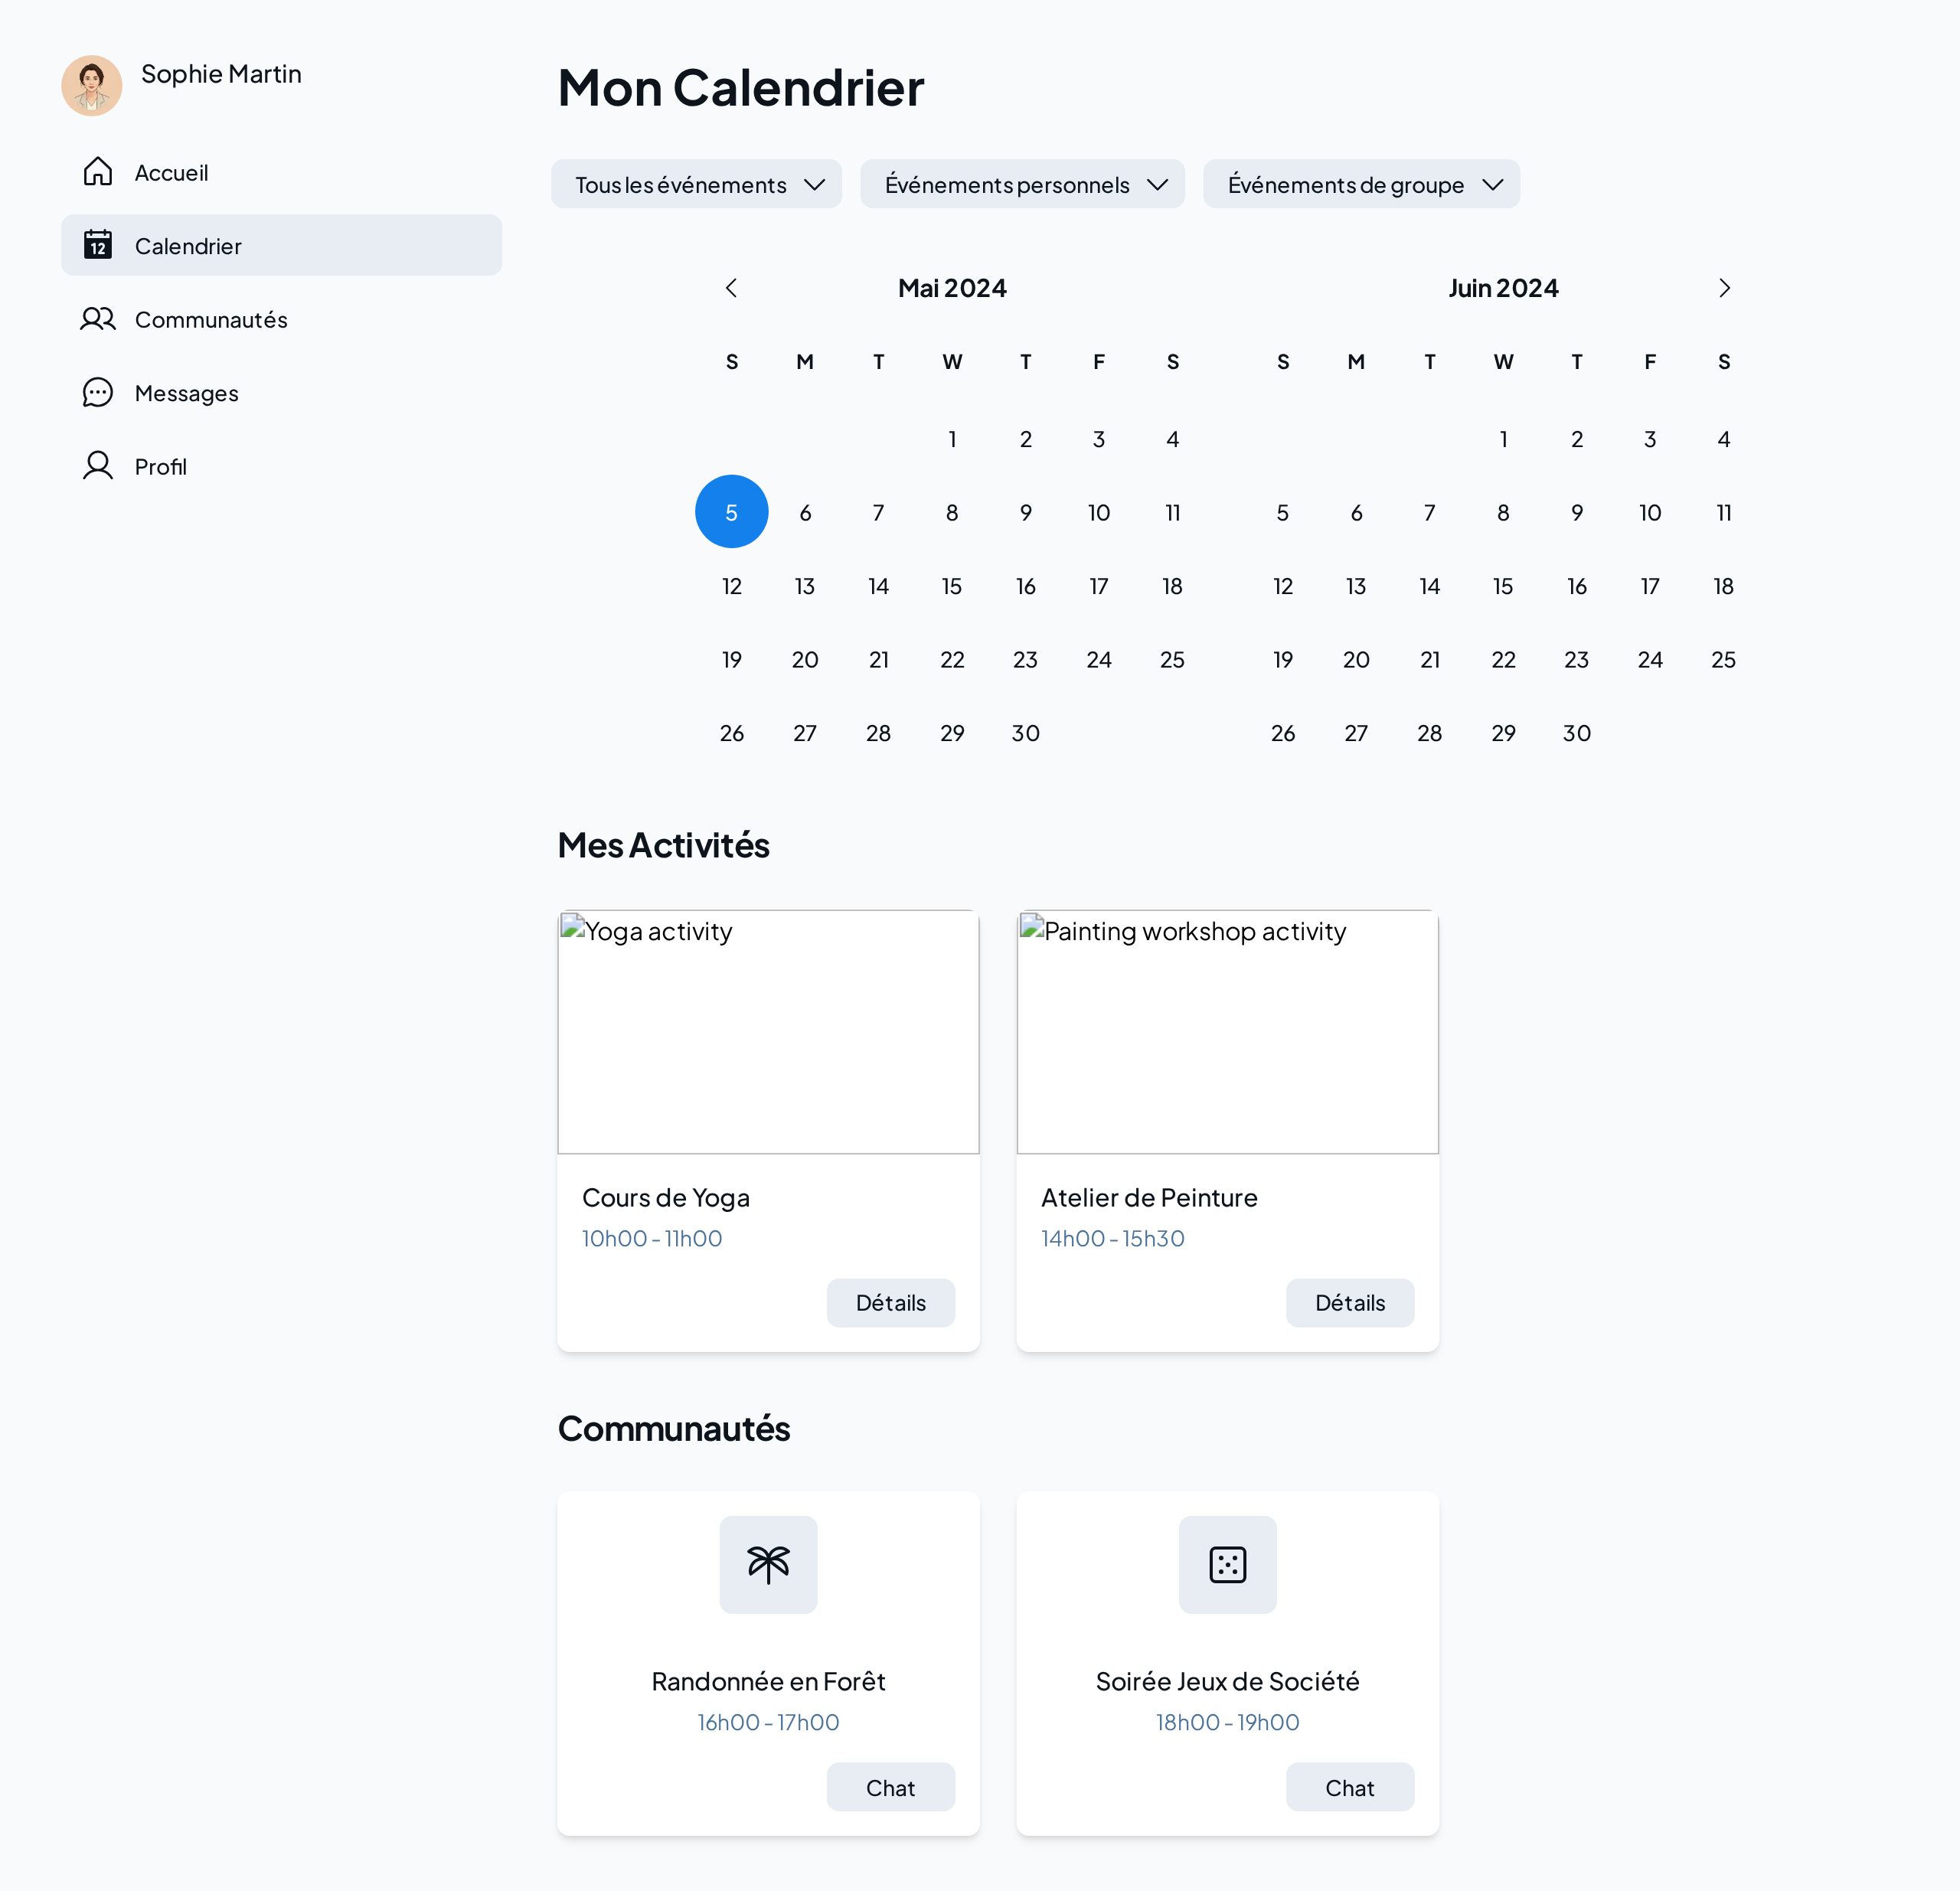 Sophie Martin
Accueil
12
Calendrier
Communautés
Messages
Profil
Mon Calendrier
Tous les événements Événements personnels Événements de groupe
Mai 2024
S M T W T F S
1 2 3 4
5 6 7 8 9 10 11
12 13 14 15 16 17 18
19 20 21 22 23 24 25
26 27 28 29 30
Juin 2024
S M T W T F S
1 2 3 4
5 6 7 8 9 10 11
12 13 14 15 16 17 18
19 20 21 22 23 24 25
26 27 28 29 30
Mes Activités
Yoga activity
Cours de Yoga
10h00 - 11h00
Détails
Painting workshop activity
Atelier de Peinture
14h00 - 15h30
Détails
Communautés
Randonnée en Forêt
16h00 - 17h00
Chat
Soirée Jeux de Société
18h00 - 19h00
Chat